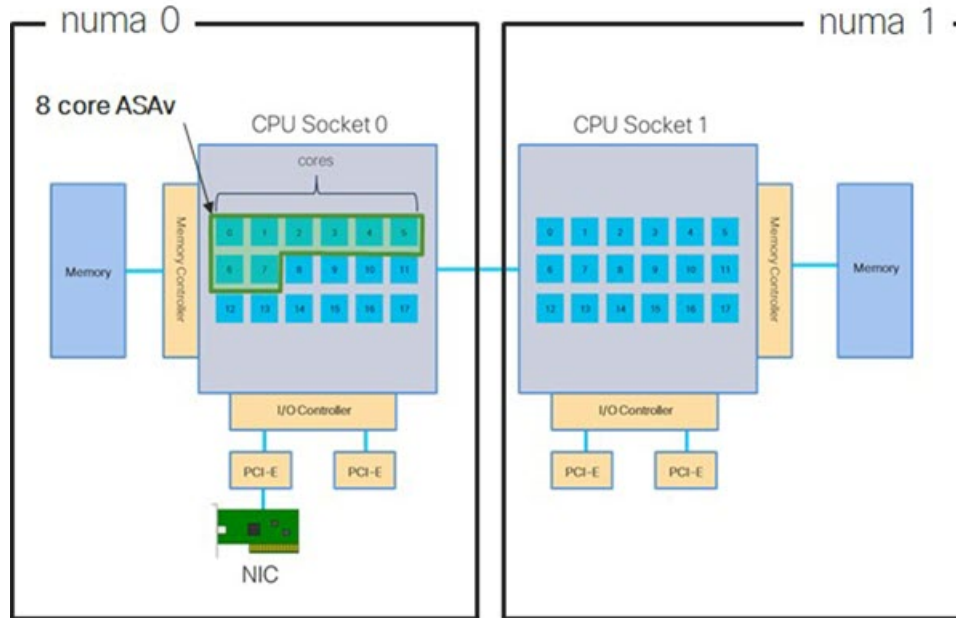 numa 0
numa 1
8 core ASAv
CPU Socket 0
CPU Socket 1
cores
Memory
Memory Controller
0 1 2 3 4 5
6 7 8 9 10 11
12 13 14 15 16 17
0 1 2 3 4 5
6 7 8 9 10 11
12 13 14 15 16 17
Memory Controller
Memory
I/O Controller
I/O Controller
PCI-E
PCI-E
PCI-E
PCI-E
NIC